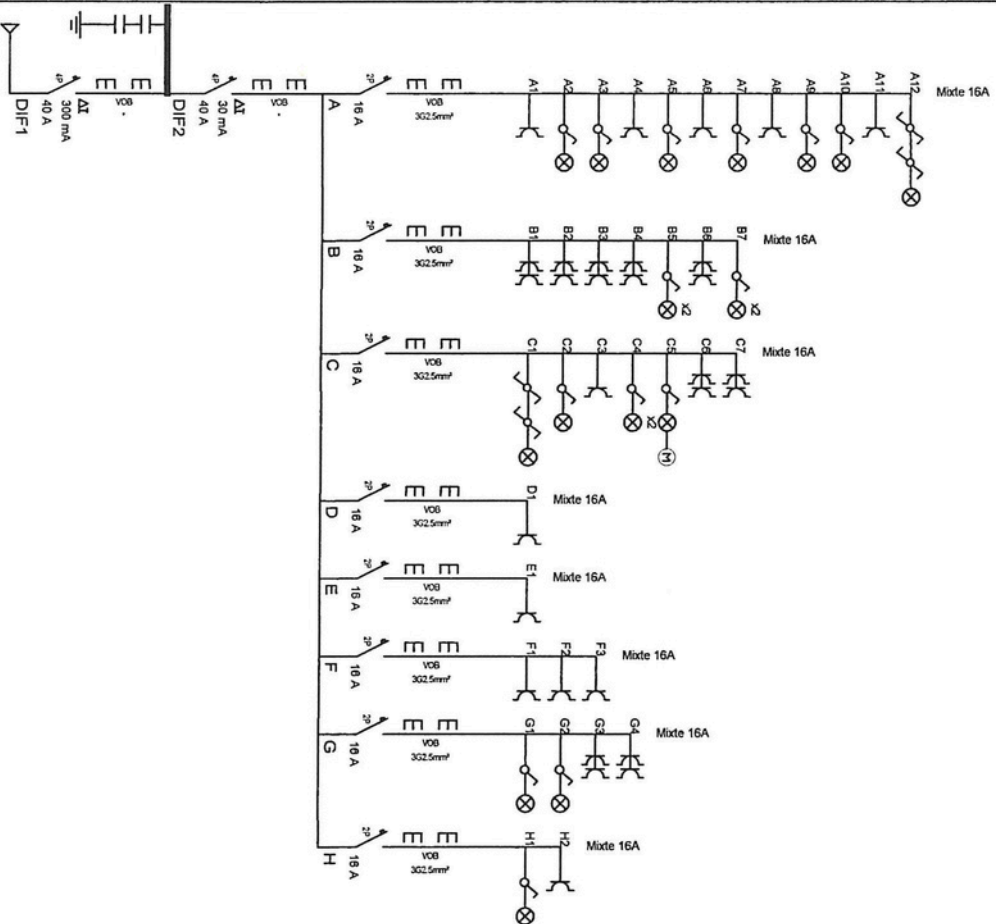 DIF1
40 A
300 mA
ΔI
4P
VOB
-
DIF2
40 A
30 mA
ΔI
4P
VOB
-
A
16 A
2P
VOB
3G2.5mm²
A1
A2
A3
A4
A5
A6
A7
A8
A9
A10
A11
A12
Mixte 16A
B
16 A
2P
VOB
3G2.5mm²
B1
B2
B3
B4
B5
x2
B6
B7
x2
Mixte 16A
C
16 A
2P
VOB
3G2.5mm²
C1
C2
C3
C4
x2
C5
M
C6
C7
Mixte 16A
D
16 A
2P
VOB
3G2.5mm²
D1
Mixte 16A
E
16 A
2P
VOB
3G2.5mm²
E1
Mixte 16A
F
16 A
2P
VOB
3G2.5mm²
F1
F2
F3
Mixte 16A
G
16 A
2P
VOB
3G2.5mm²
G1
G2
G3
G4
Mixte 16A
H
16 A
2P
VOB
3G2.5mm²
H1
H2
Mixte 16A